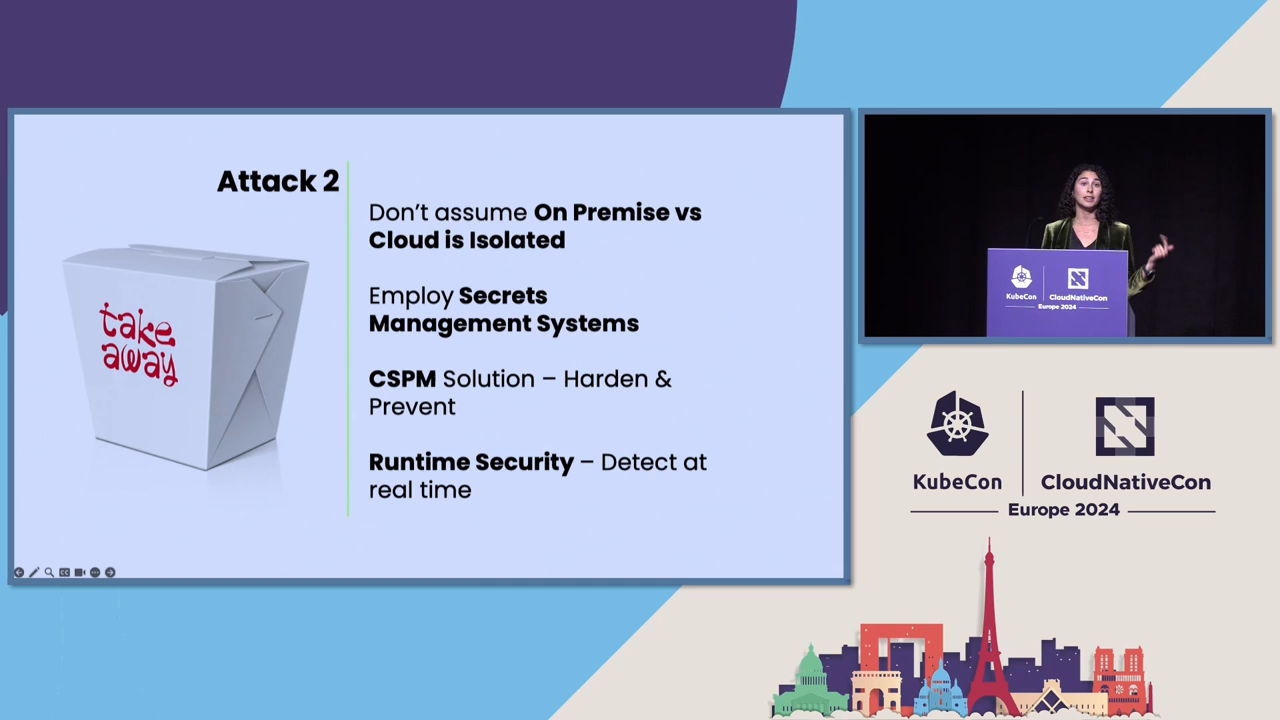 Attack 2
take
away
Don’t assume On Premise vs
Cloud is Isolated
Employ Secrets
Management Systems
CSPM Solution – Harden &
Prevent
Runtime Security – Detect at
real time
KubeCon
CloudNativeCon
Europe 2024
KubeCon
CloudNativeCon
Europe 2024